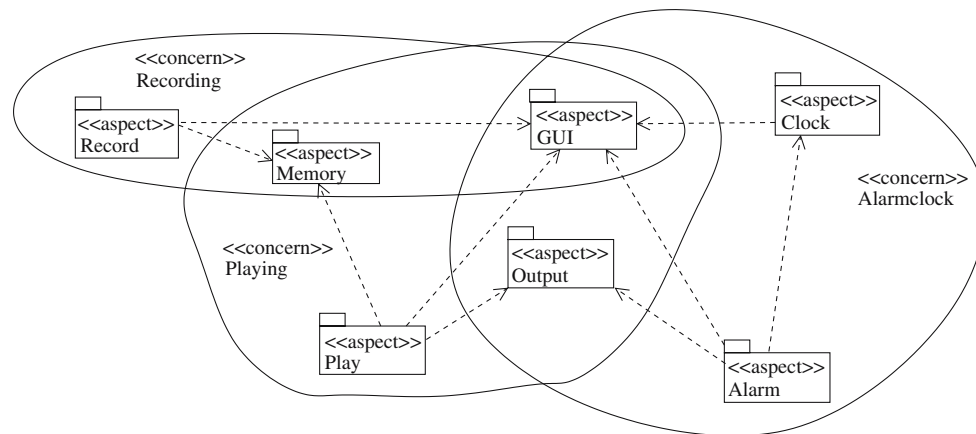 <<concern>>
Recording
<<aspect>>
Record
<<aspect>>
Memory
<<aspect>>
GUI
<<aspect>>
Clock
<<concern>>
Alarmclock
<<concern>>
Playing
<<aspect>>
Output
<<aspect>>
Play
<<aspect>>
Alarm